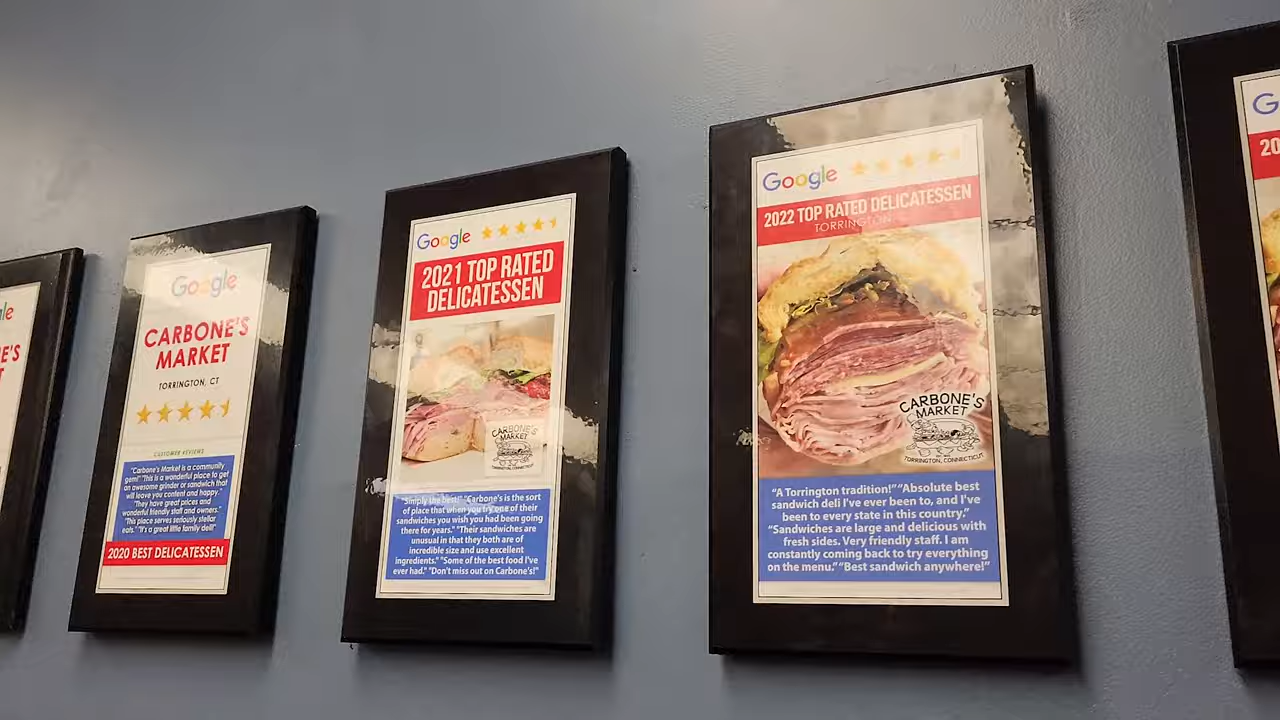 le
E'S
T
Google
CARBONE'S
MARKET
TORRINGTON, CT
CUSTOMER REVIEWS
"Carbone's Market is a community
gem!" "This is a wonderful place to get
an awesome grinder or sandwich that
will leave you content and happy."
"They have great prices and
wonderful friendly staff and owners."
"This place serves seriously stellar
eats." "It's a great little family deli!"
2020 BEST DELICATESSEN
Google
2021 TOP RATED
DELICATESSEN
CARBONE'S
MARKET
TORRINGTON, CONNECTICUT
"Simply the best!" "Carbone's is the sort
of place that when you try one of their
sandwiches you wish you had been going
there for years." "Their sandwiches are
unusual in that they both are of
incredible size and use excellent
ingredients." "Some of the best food I've
ever had." "Don't miss out on Carbone's!"
Google
2022 TOP RATED DELICATESSEN
TORRINGTON
CARBONE'S
MARKET
TORRINGTON, CONNECTICUT
"A Torrington tradition!" "Absolute best
sandwich deli I've ever been to, and I've
been to every state in this country."
"Sandwiches are large and delicious with
fresh sides. Very friendly staff. I am
constantly coming back to try everything
on the menu." "Best sandwich anywhere!"
G
20